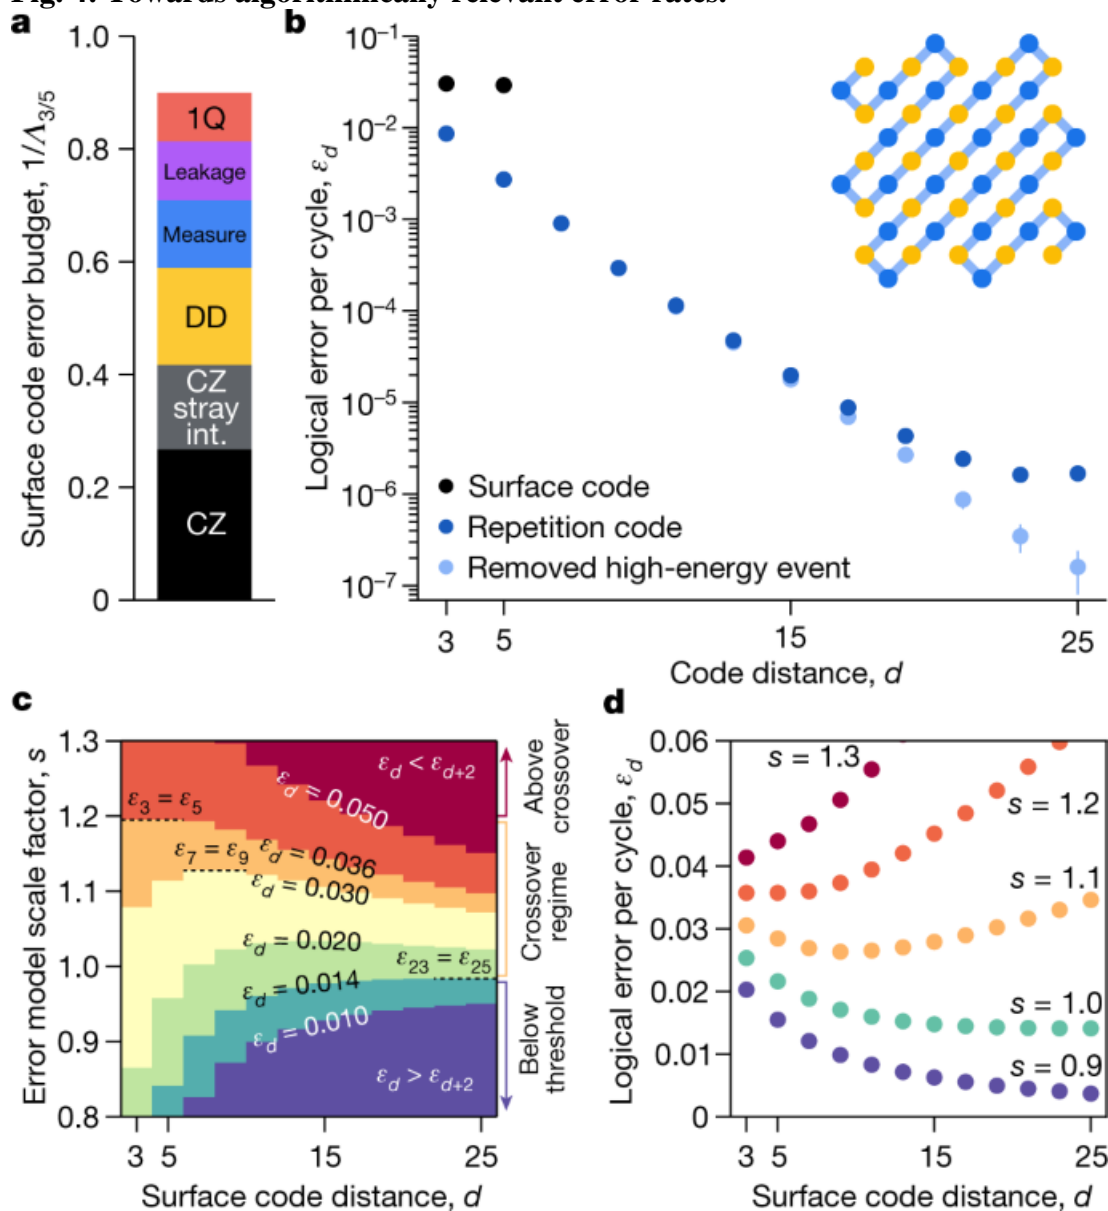 Fig. 4: Towards algorithmically relevant error rates.
a
Surface code error budget, 1/Λ3/5
1.0
0.8
0.6
0.4
0.2
0
1Q
Leakage
Measure
DD
CZ
stray
int.
CZ
b
Logical error per cycle, εd
10−1
10−2
10−3
10−4
10−5
10−6
10−7
Surface code
Repetition code
Removed high-energy event
3
5
15
25
Code distance, d
c
Error model scale factor, s
1.3
1.2
1.1
1.0
0.9
0.8
εd < εd+2
εd = 0.050
ε3 = ε5
ε7 = ε9
εd = 0.036
εd = 0.030
εd = 0.020
ε23 = ε25
εd = 0.014
εd = 0.010
εd > εd+2
Above
crossover
Crossover
regime
Below
threshold
3
5
15
25
Surface code distance, d
d
Logical error per cycle, εd
0.06
0.05
0.04
0.03
0.02
0.01
0
s = 1.3
s = 1.2
s = 1.1
s = 1.0
s = 0.9
3
5
15
25
Surface code distance, d